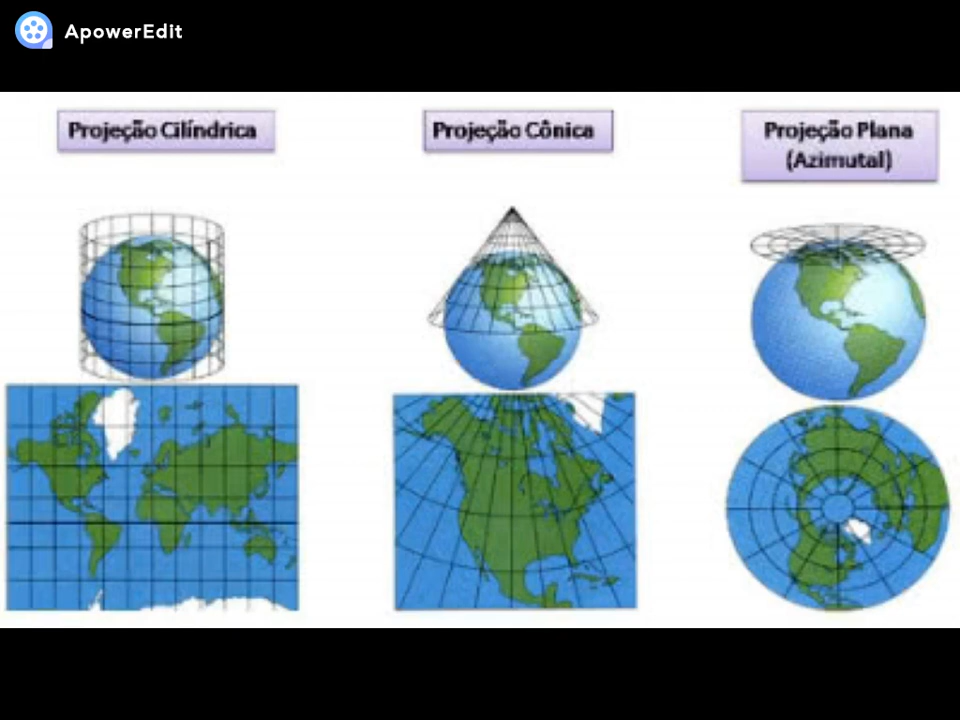 ApowerEdit
Projeção Cilíndrica
Projeção Cônica
Projeção Plana
(Azimutal)